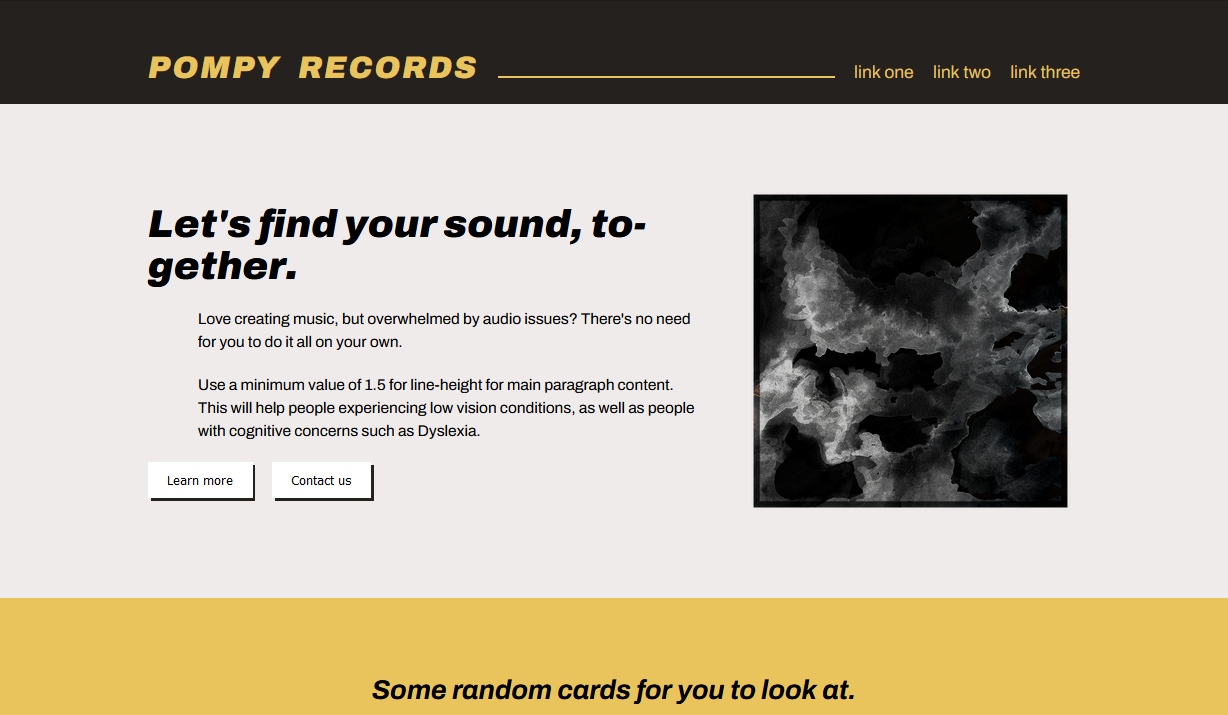 POMPY RECORDS
link one link two link three
Let's find your sound, to-
gether.
Love creating music, but overwhelmed by audio issues? There's no need
for you to do it all on your own.
Use a minimum value of 1.5 for line-height for main paragraph content.
This will help people experiencing low vision conditions, as well as people
with cognitive concerns such as Dyslexia.
Learn more Contact us
Some random cards for you to look at.